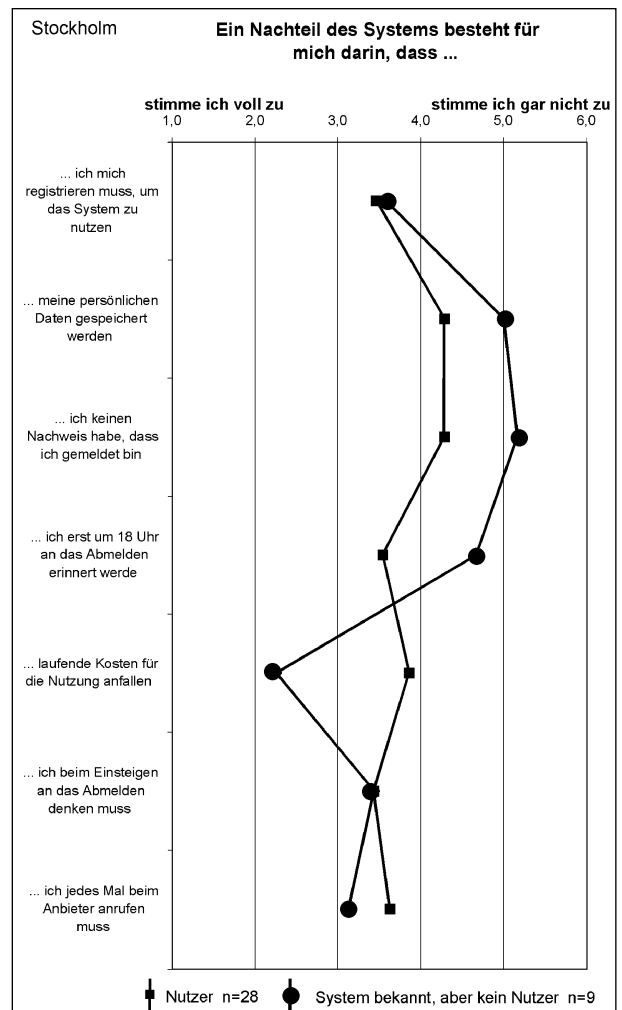 Stockholm
Ein Nachteil des Systems besteht für
mich darin, dass ...
stimme ich voll zu
stimme ich gar nicht zu
1,0 2,0 3,0 4,0 5,0 6,0
... ich mich
registrieren muss, um
das System zu
nutzen
... meine persönlichen
Daten gespeichert
werden
... ich keinen
Nachweis habe, dass
ich gemeldet bin
... ich erst um 18 Uhr
an das Abmelden
erinnert werde
... laufende Kosten für
die Nutzung anfallen
... ich beim Einsteigen
an das Abmelden
denken muss
... ich jedes Mal beim
Anbieter anrufen
muss
Nutzer n=28
System bekannt, aber kein Nutzer n=9